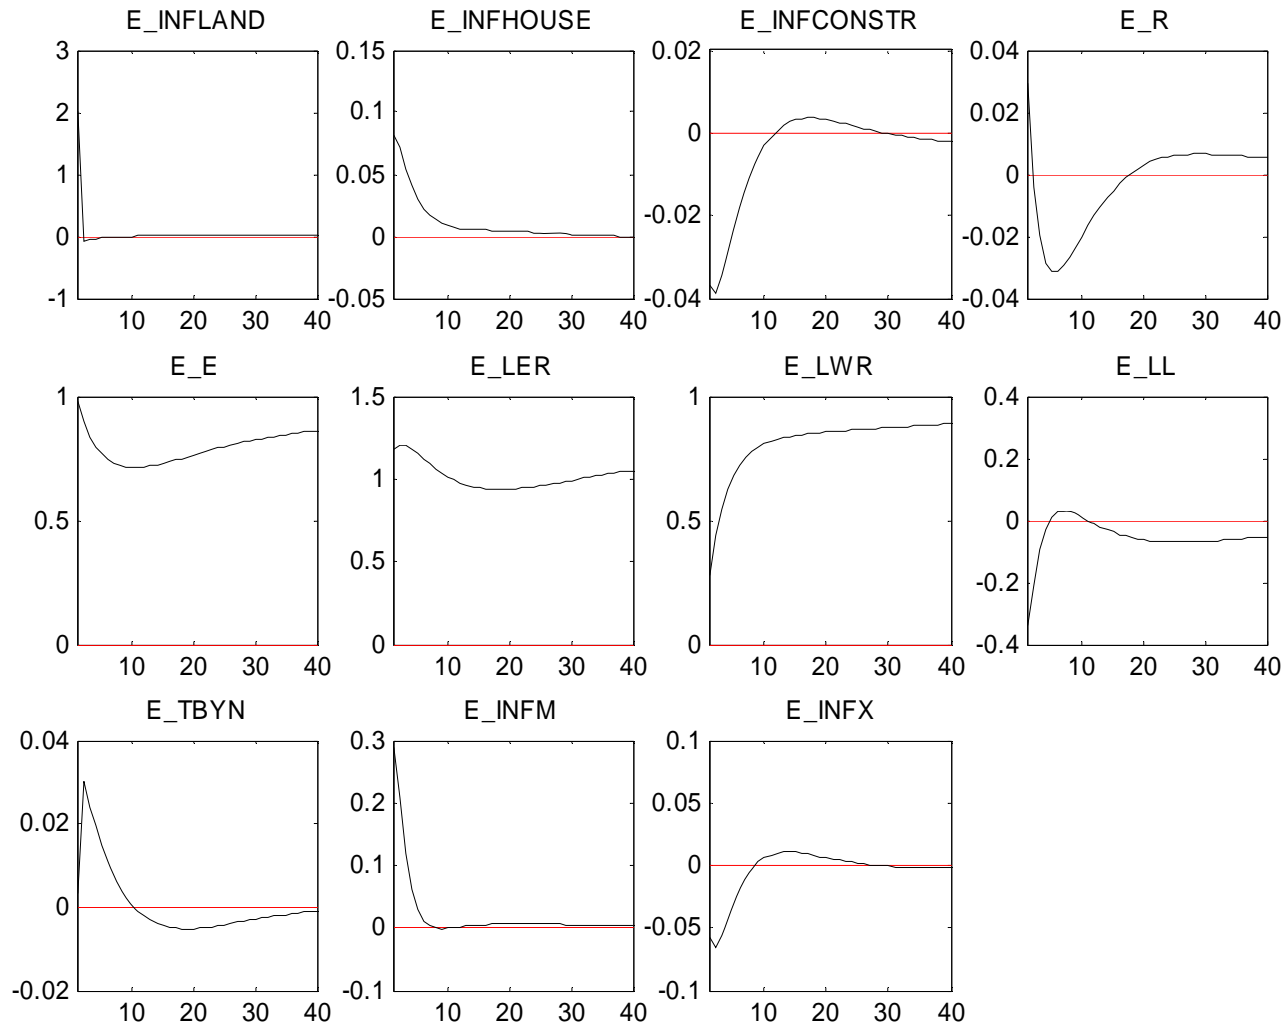 E_INFLAND E_INFHOUSE E_INFCONSTR E_R
3 0.15 0.02 0.04
2 0.1 0 0.02
1 0.05 -0.02 0
0 0 -0.02
-1 -0.05 -0.04 -0.04
10 20 30 40 10 20 30 40 10 20 30 40 10 20 30 40
E_E E_LER E_LWR E_LL
1 1.5 1 0.4
0.2
1
0.5 0.5 0
0.5
-0.2
0 0 0 -0.4
10 20 30 40 10 20 30 40 10 20 30 40 10 20 30 40
E_TBYN E_INFM E_INFX
0.04 0.3 0.1
0.02 0.2 0.05
0 0.1 0
0 -0.05
-0.02 -0.1 -0.1
10 20 30 40 10 20 30 40 10 20 30 40